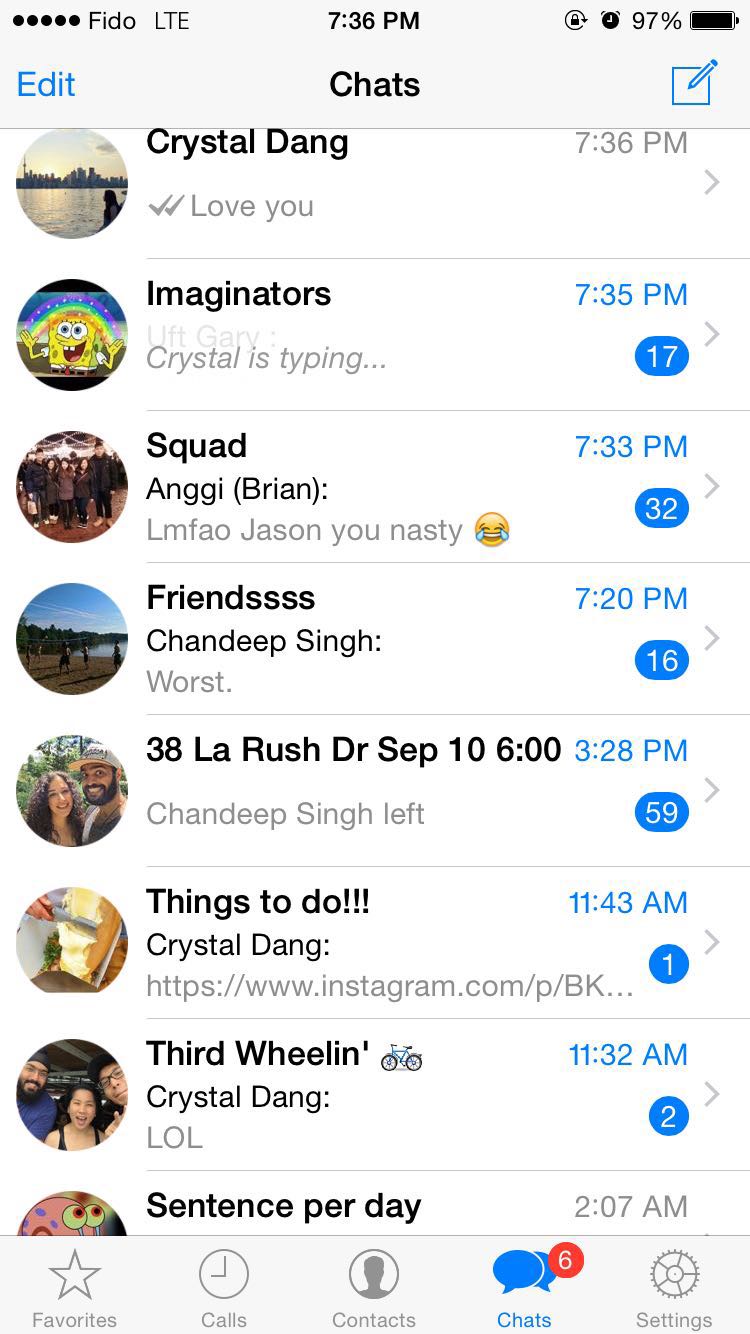 Fido LTE 7:36 PM 97%
Edit Chats
Crystal Dang 7:36 PM
Love you
Imaginators 7:35 PM
Uft Gary :
Crystal is typing... 17
Squad 7:33 PM
Anggi (Brian): 32
Lmfao Jason you nasty 😂
Friendssss 7:20 PM
Chandeep Singh: 16
Worst.
38 La Rush Dr Sep 10 6:00 3:28 PM
Chandeep Singh left 59
Things to do!!! 11:43 AM
Crystal Dang: 1
https://www.instagram.com/p/BK...
Third Wheelin' 🚲 11:32 AM
Crystal Dang: 2
LOL
Sentence per day 2:07 AM
6
Favorites Calls Contacts Chats Settings